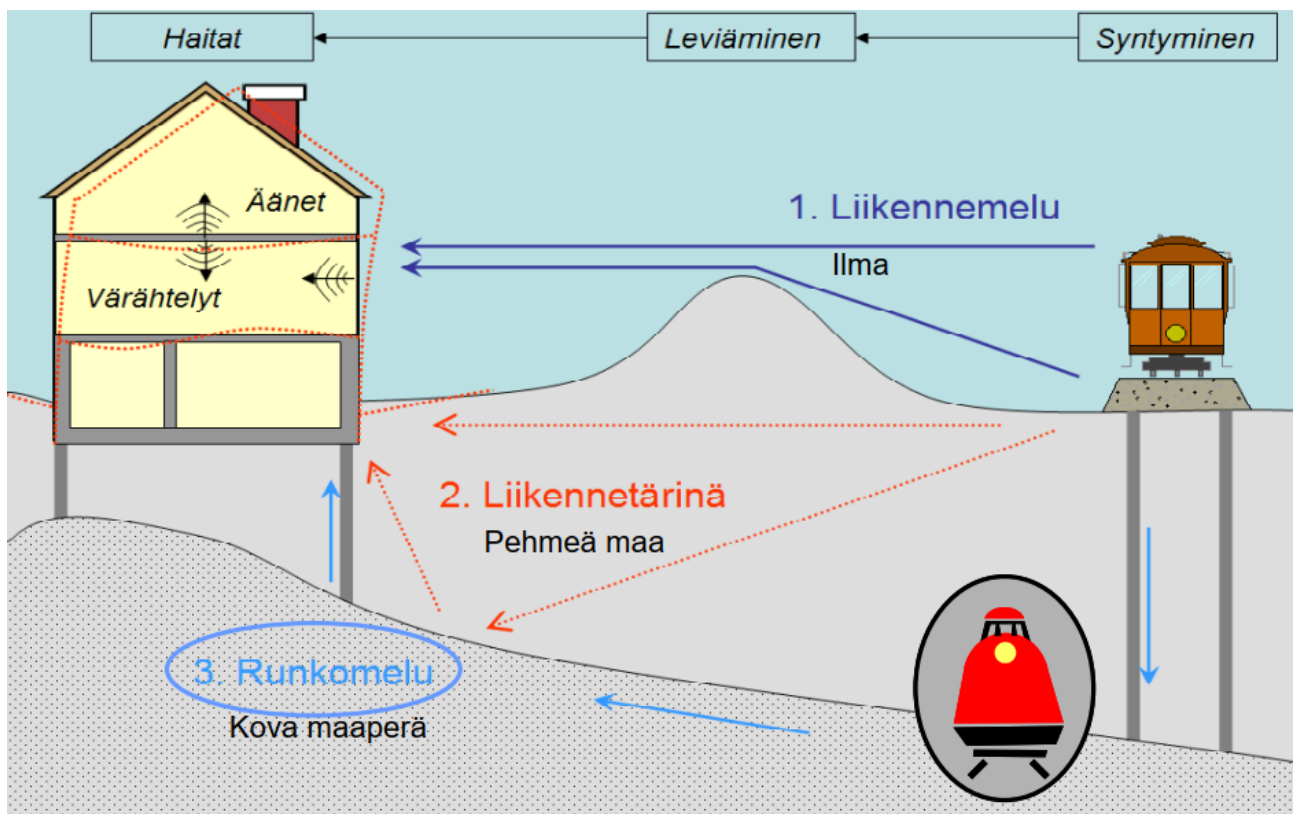 Haitat
Leviäminen
Syntyminen
Äänet
1. Liikennemelu
Ilma
Värähtelyt
2. Liikennetärinä
Pehmeä maa
3. Runkomelu
Kova maaperä